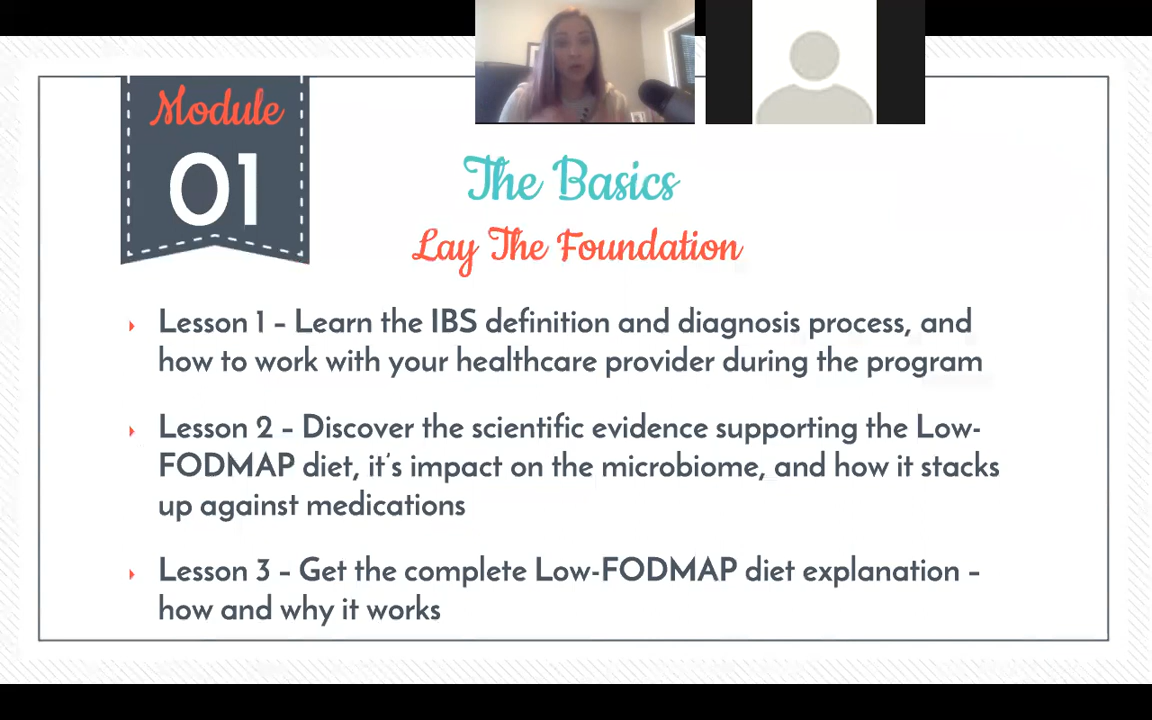 Module
01
The Basics
Lay The Foundation
Lesson 1 – Learn the IBS definition and diagnosis process, and
how to work with your healthcare provider during the program
Lesson 2 – Discover the scientific evidence supporting the Low-
FODMAP diet, it's impact on the microbiome, and how it stacks
up against medications
Lesson 3 – Get the complete Low-FODMAP diet explanation –
how and why it works